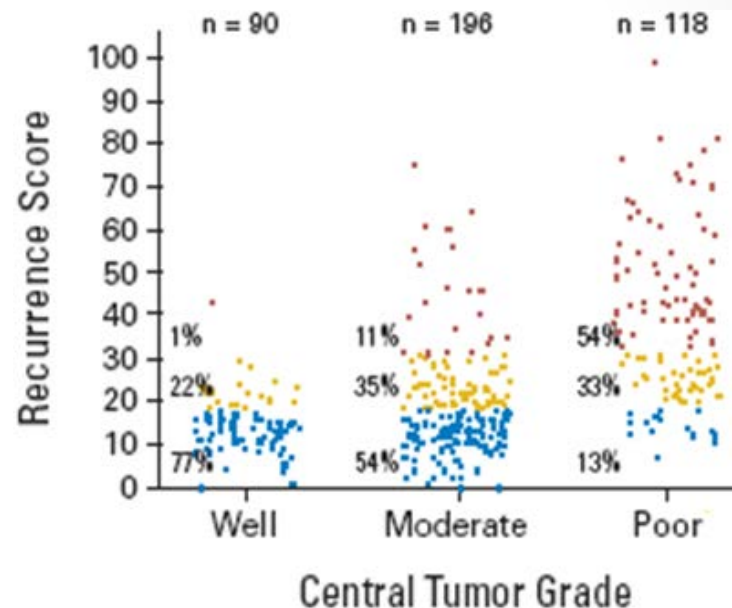 n = 90 n = 196 n = 118
100
90
80
70
60
50
40
30
20
10
0
Recurrence Score
1% 11% 54%
22% 35% 33%
77% 54% 13%
Well Moderate Poor
Central Tumor Grade